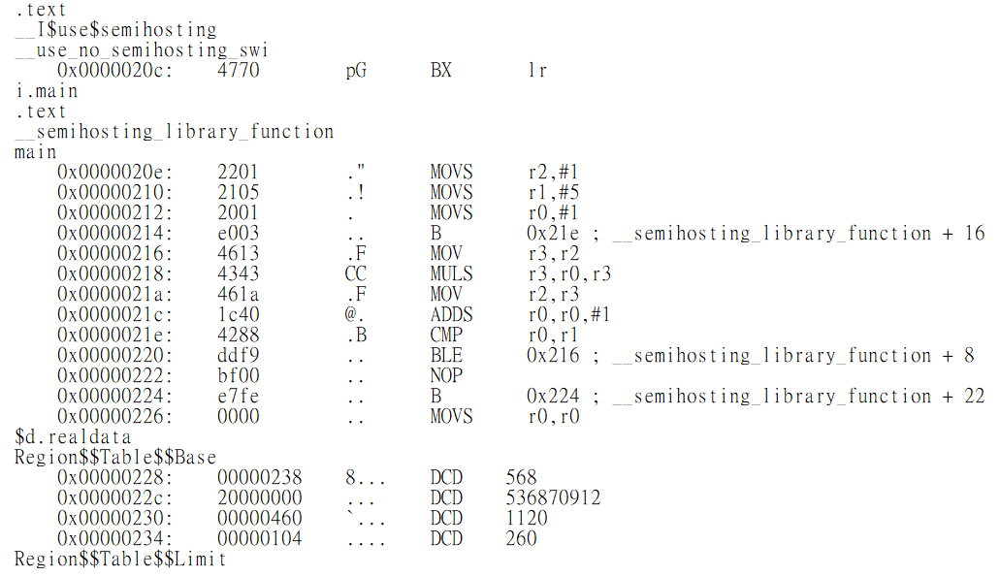 .text
__I$use$semihosting
__use_no_semihosting_swi
    0x0000020c:    4770        pG      BX       lr
i.main
.text
__semihosting_library_function
main
    0x0000020e:    2201        ."      MOVS     r2,#1
    0x00000210:    2105        .!      MOVS     r1,#5
    0x00000212:    2001        .       MOVS     r0,#1
    0x00000214:    e003        ..      B        0x21e ; __semihosting_library_function + 16
    0x00000216:    4613        .F      MOV      r3,r2
    0x00000218:    4343        CC      MULS     r3,r0,r3
    0x0000021a:    461a        .F      MOV      r2,r3
    0x0000021c:    1c40        @.      ADDS     r0,r0,#1
    0x0000021e:    4288        .B      CMP      r0,r1
    0x00000220:    ddf9        ..      BLE      0x216 ; __semihosting_library_function + 8
    0x00000222:    bf00        ..      NOP
    0x00000224:    e7fe        ..      B        0x224 ; __semihosting_library_function + 22
    0x00000226:    0000        ..      MOVS     r0,r0
$d.realdata
Region$$Table$$Base
    0x00000228:    00000238    8...    DCD    568
    0x0000022c:    20000000    ...     DCD    536870912
    0x00000230:    00000460    `...    DCD    1120
    0x00000234:    00000104    ....    DCD    260
Region$$Table$$Limit